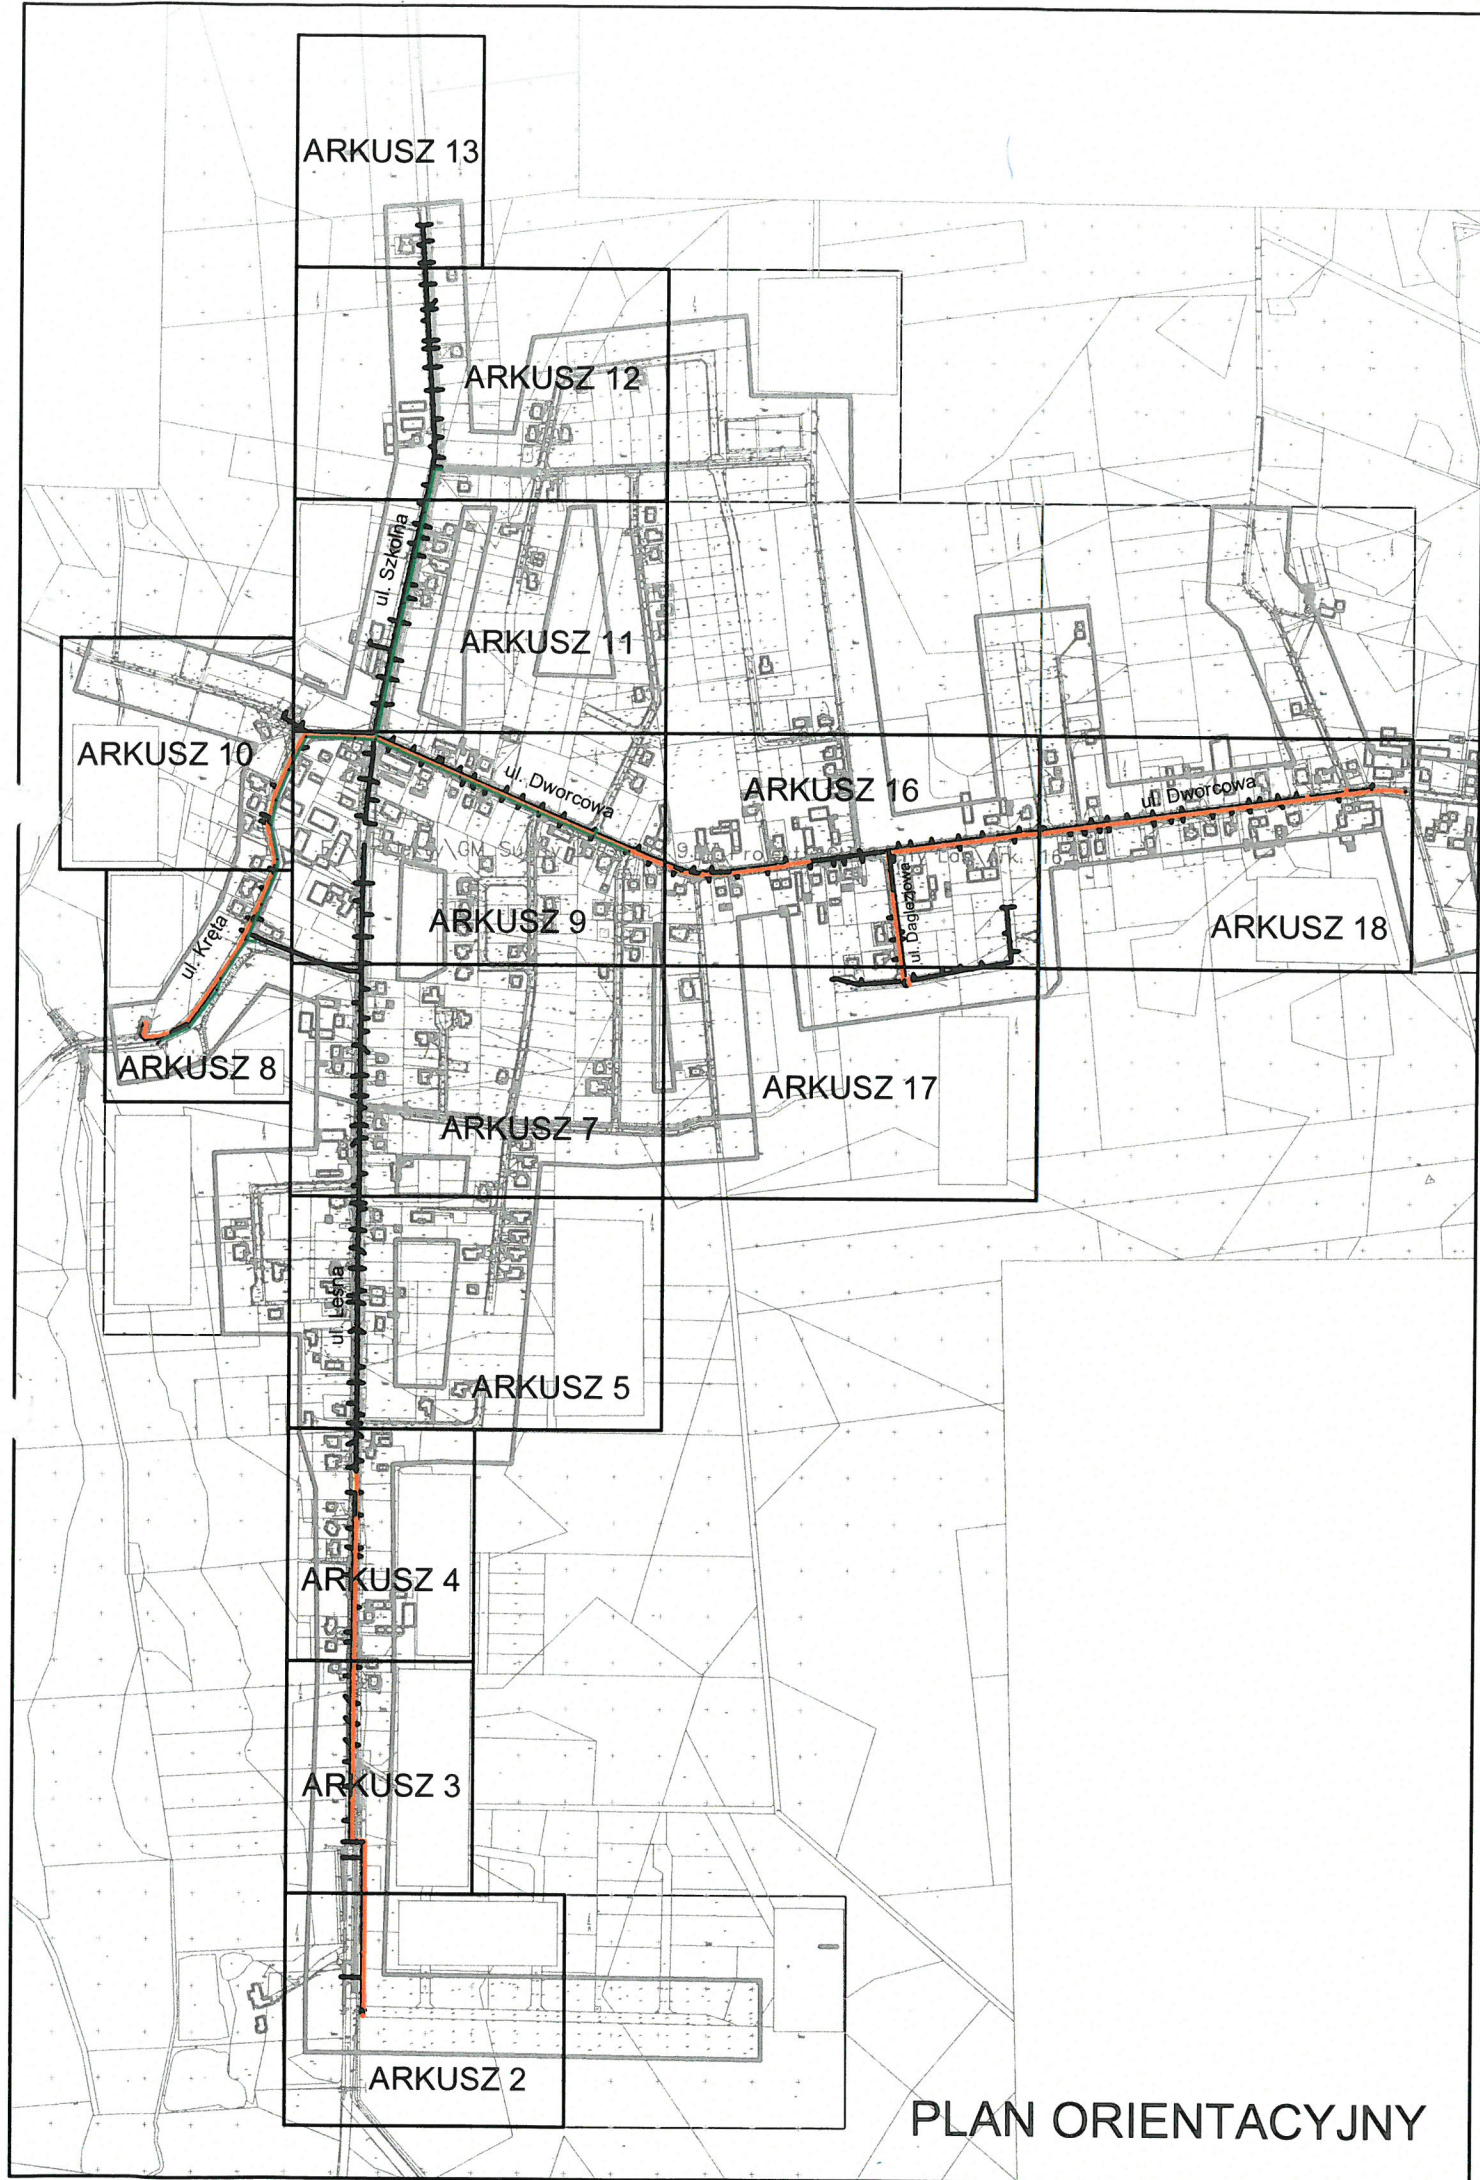 ARKUSZ 13
ARKUSZ 12
ul. Szkolna
ARKUSZ 11
ARKUSZ 10
ul. Dworcowa
ARKUSZ 16
ul. Dworcowa
ARKUSZ 9
ul. Daglezjowa
ARKUSZ 18
ul. Kręta
ARKUSZ 8
ARKUSZ 17
ARKUSZ 7
ul. Leśna
ARKUSZ 5
ARKUSZ 4
ARKUSZ 3
ARKUSZ 2
PLAN ORIENTACYJNY